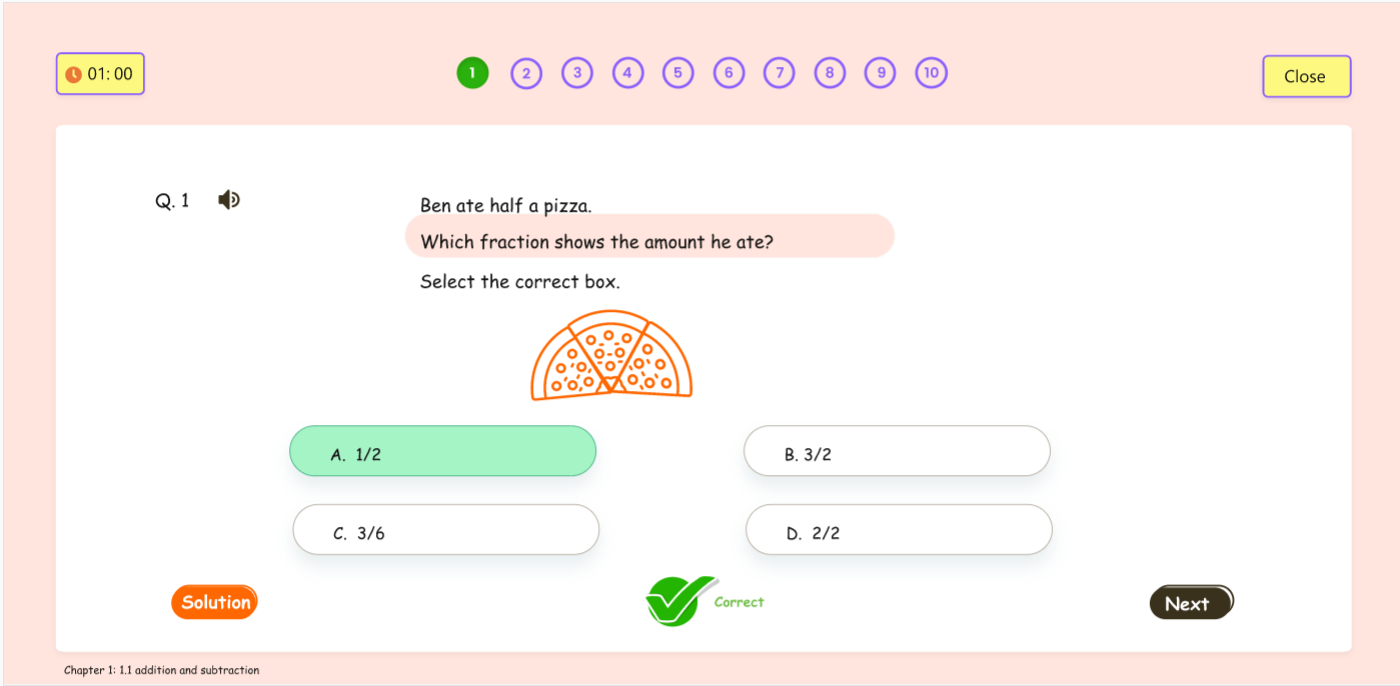 01: 00
1 2 3 4 5 6 7 8 9 10
Close
Q. 1
Ben ate half a pizza.
Which fraction shows the amount he ate?
Select the correct box.
A. 1/2
B. 3/2
C. 3/6
D. 2/2
Solution
Correct
Next
Chapter 1: 1.1 addition and subtraction